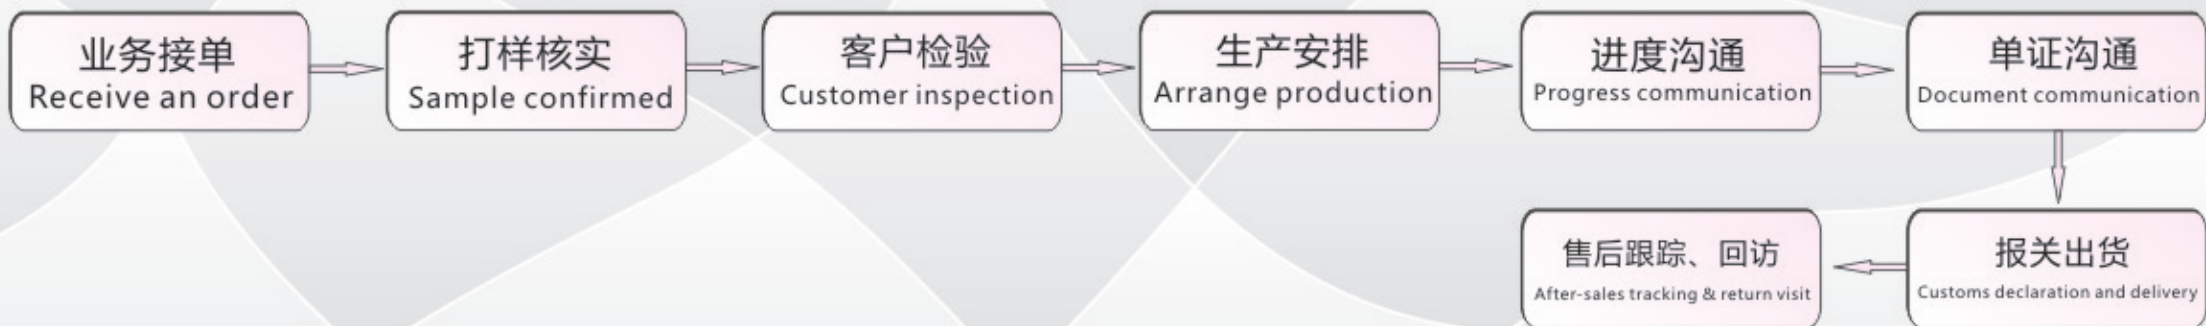 业务接单
Receive an order
打样核实
Sample confirmed
客户检验
Customer inspection
生产安排
Arrange production
进度沟通
Progress communication
单证沟通
Document communication
报关出货
Customs declaration and delivery
售后跟踪、回访
After-sales tracking & return visit